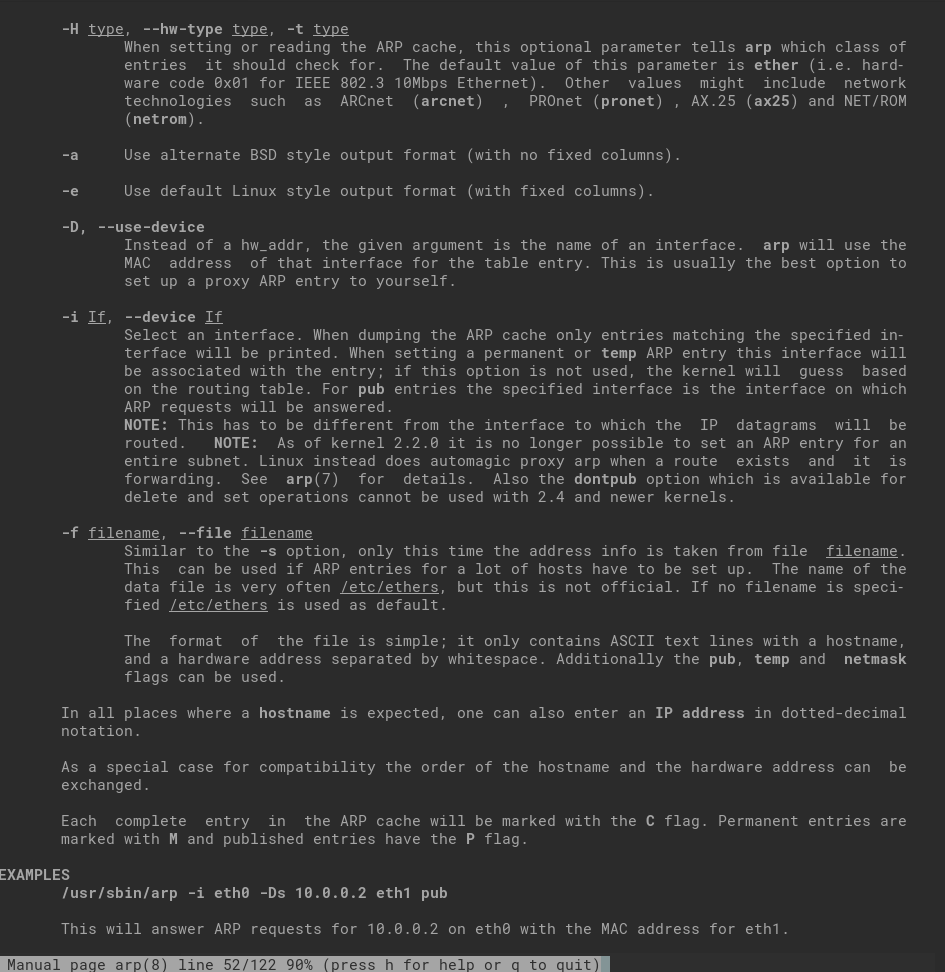 -H type, --hw-type type, -t type
When setting or reading the ARP cache, this optional parameter tells arp which class of
entries it should check for. The default value of this parameter is ether (i.e. hard-
ware code 0x01 for IEEE 802.3 10Mbps Ethernet). Other values might include network
technologies such as ARCnet (arcnet) , PROnet (pronet) , AX.25 (ax25) and NET/ROM
(netrom).
-a Use alternate BSD style output format (with no fixed columns).
-e Use default Linux style output format (with fixed columns).
-D, --use-device
Instead of a hw_addr, the given argument is the name of an interface. arp will use the
MAC address of that interface for the table entry. This is usually the best option to
set up a proxy ARP entry to yourself.
-i If, --device If
Select an interface. When dumping the ARP cache only entries matching the specified in-
terface will be printed. When setting a permanent or temp ARP entry this interface will
be associated with the entry; if this option is not used, the kernel will guess based
on the routing table. For pub entries the specified interface is the interface on which
ARP requests will be answered.
NOTE: This has to be different from the interface to which the IP datagrams will be
routed. NOTE: As of kernel 2.2.0 it is no longer possible to set an ARP entry for an
entire subnet. Linux instead does automagic proxy arp when a route exists and it is
forwarding. See arp(7) for details. Also the dontpub option which is available for
delete and set operations cannot be used with 2.4 and newer kernels.
-f filename, --file filename
Similar to the -s option, only this time the address info is taken from file filename.
This can be used if ARP entries for a lot of hosts have to be set up. The name of the
data file is very often /etc/ethers, but this is not official. If no filename is speci-
fied /etc/ethers is used as default.
The format of the file is simple; it only contains ASCII text lines with a hostname,
and a hardware address separated by whitespace. Additionally the pub, temp and netmask
flags can be used.
In all places where a hostname is expected, one can also enter an IP address in dotted-decimal
notation.
As a special case for compatibility the order of the hostname and the hardware address can be
exchanged.
Each complete entry in the ARP cache will be marked with the C flag. Permanent entries are
marked with M and published entries have the P flag.
EXAMPLES
/usr/sbin/arp -i eth0 -Ds 10.0.0.2 eth1 pub
This will answer ARP requests for 10.0.0.2 on eth0 with the MAC address for eth1.
Manual page arp(8) line 52/122 90% (press h for help or q to quit)